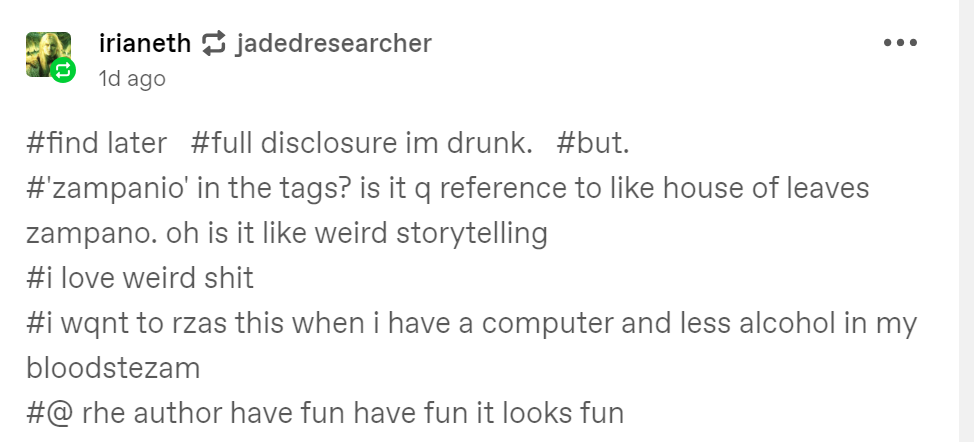 irianeth jadedresearcher
1d ago
#find later #full disclosure im drunk. #but.
#'zampanio' in the tags? is it q reference to like house of leaves
zampano. oh is it like weird storytelling
#i love weird shit
#i wqnt to rzas this when i have a computer and less alcohol in my
bloodstezam
#@ rhe author have fun have fun it looks fun